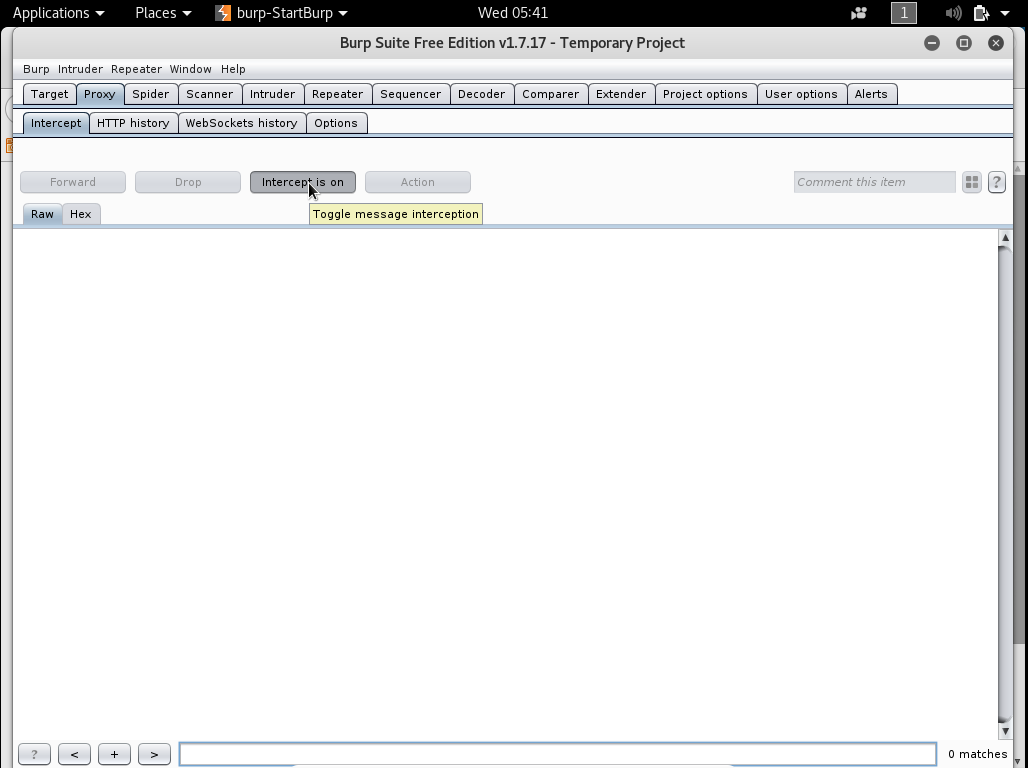 Applications Places burp-StartBurp Wed 05:41 1
Burp Suite Free Edition v1.7.17 - Temporary Project
Burp Intruder Repeater Window Help
Target Proxy Spider Scanner Intruder Repeater Sequencer Decoder Comparer Extender Project options User options Alerts
Intercept HTTP history WebSockets history Options
Forward Drop Intercept is on Action Comment this item ?
Raw Hex Toggle message interception
? < + > 0 matches